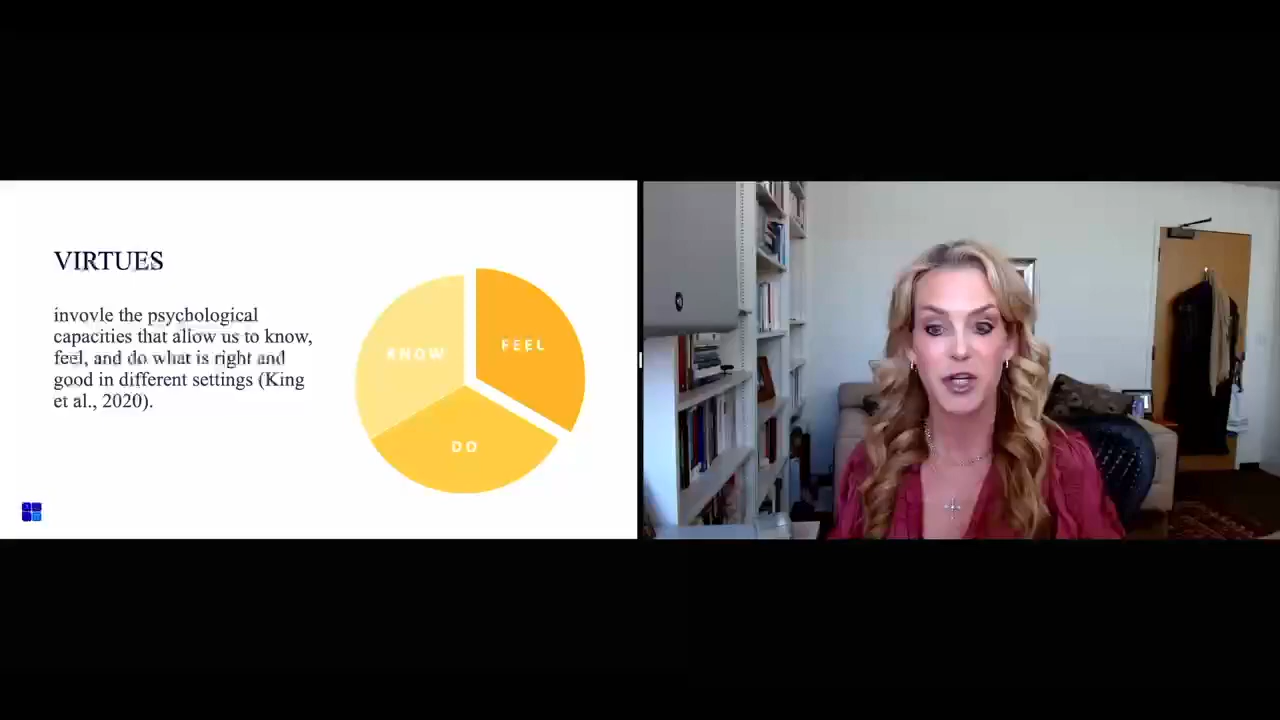 VIRTUES
invovle the psychological
capacities that allow us to know,
feel, and do what is right and
good in different settings (King
et al., 2020).
KNOW
FEEL
DO